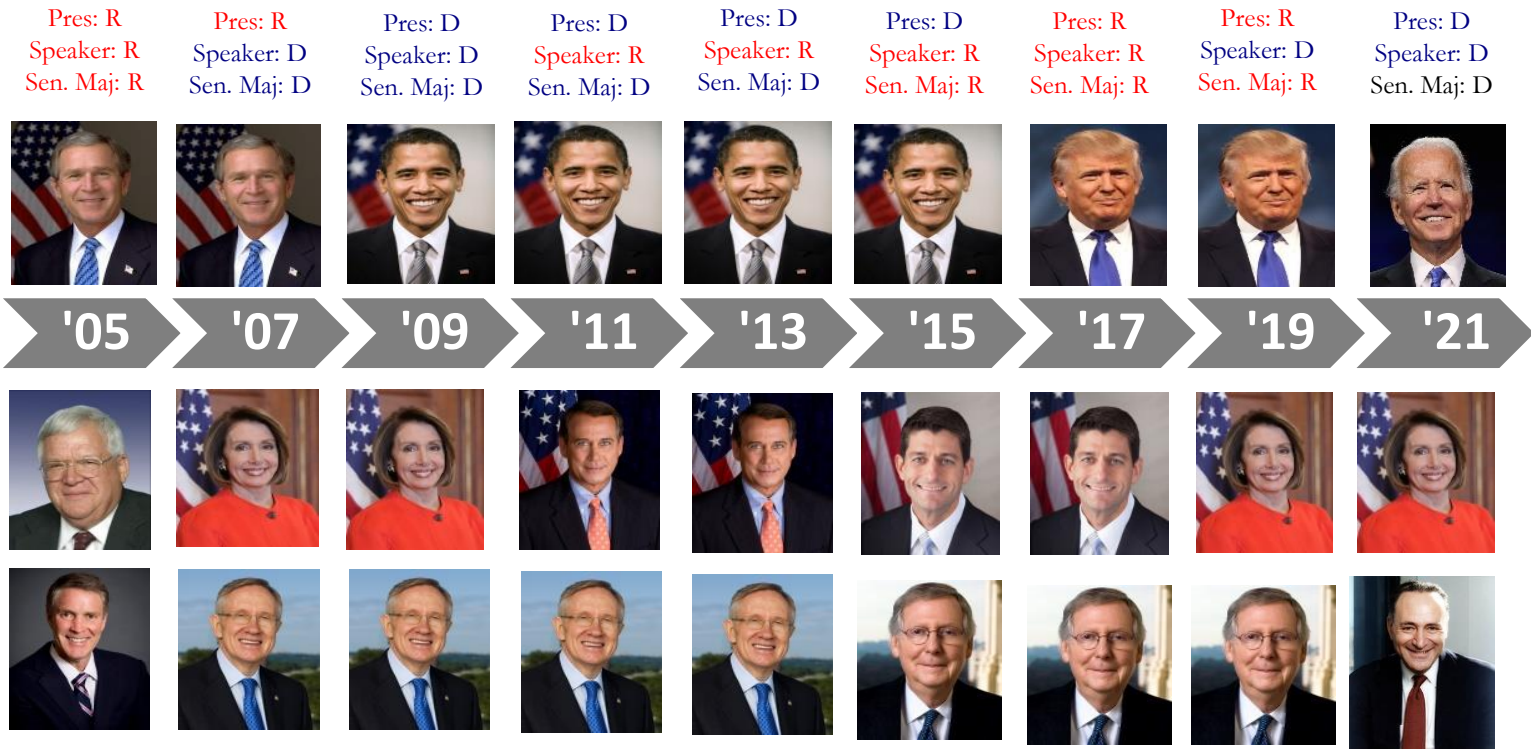 Pres: R
Speaker: R
Sen. Maj: R
Pres: R
Speaker: D
Sen. Maj: D
Pres: D
Speaker: D
Sen. Maj: D
Pres: D
Speaker: R
Sen. Maj: D
Pres: D
Speaker: R
Sen. Maj: D
Pres: D
Speaker: R
Sen. Maj: R
Pres: R
Speaker: R
Sen. Maj: R
Pres: R
Speaker: D
Sen. Maj: R
Pres: D
Speaker: D
Sen. Maj: D
'05
'07
'09
'11
'13
'15
'17
'19
'21